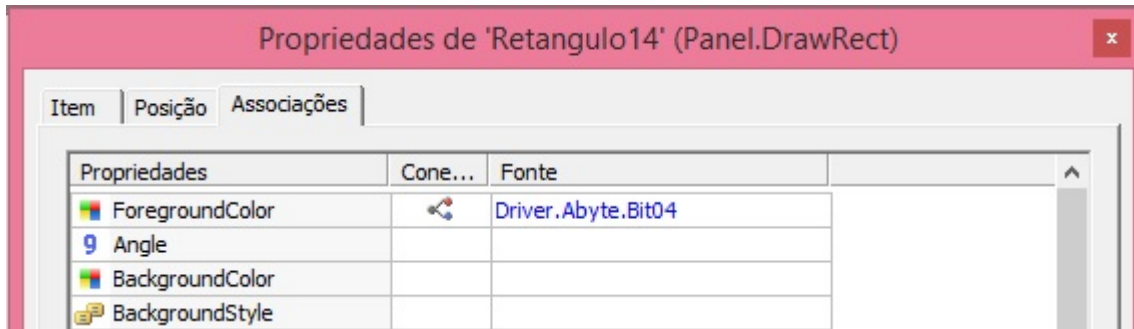 Propriedades de 'Retangulo14' (Panel.DrawRect)
x
Item Posição Associações
Propriedades Cone... Fonte
ForegroundColor Driver.Abyte.Bit04
9 Angle
BackgroundColor
BackgroundStyle